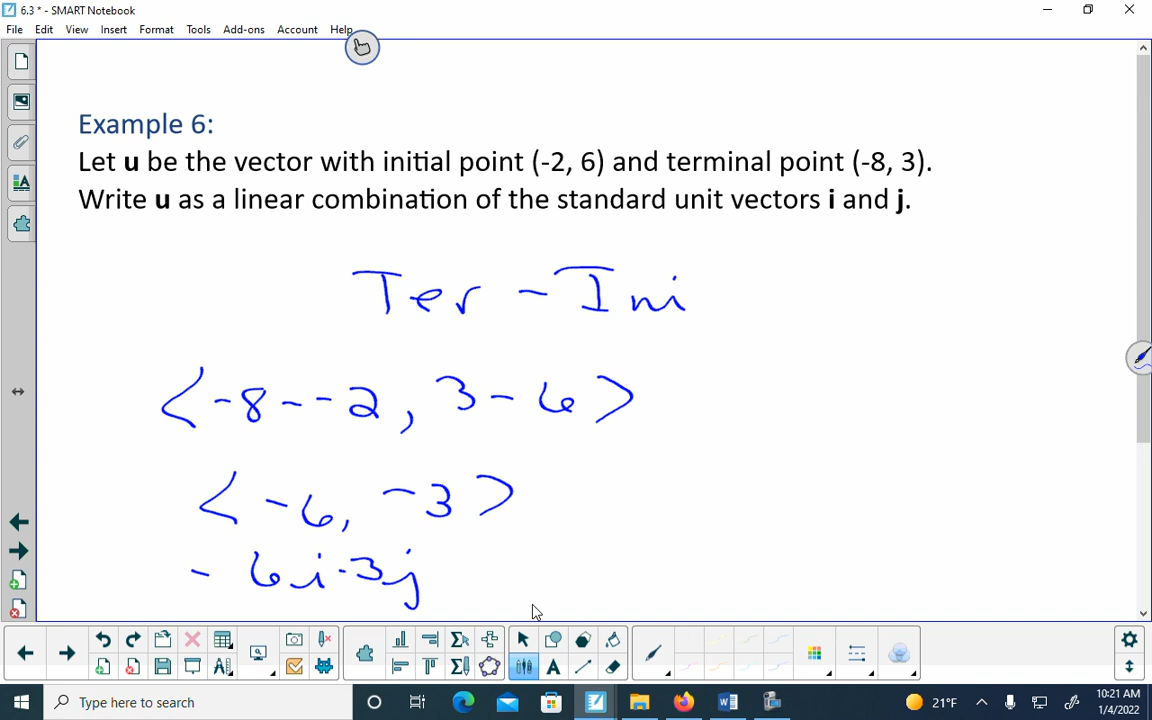 6.3 * - SMART Notebook
File Edit View Insert Format Tools Add-ons Account Help
Example 6:
Let u be the vector with initial point (-2, 6) and terminal point (-8, 3).
Write u as a linear combination of the standard unit vectors i and j.
Ter - Ini
< -8 - -2, 3 - 6 >
< -6, -3 >
- 6i - 3j
Type here to search
21°F
10:21 AM
1/4/2022